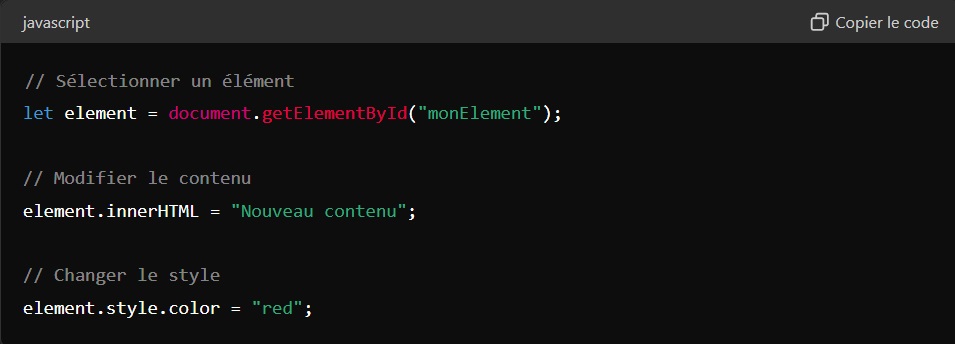 javascript
Copier le code
// Sélectionner un élément
let element = document.getElementById("monElement");
// Modifier le contenu
element.innerHTML = "Nouveau contenu";
// Changer le style
element.style.color = "red";